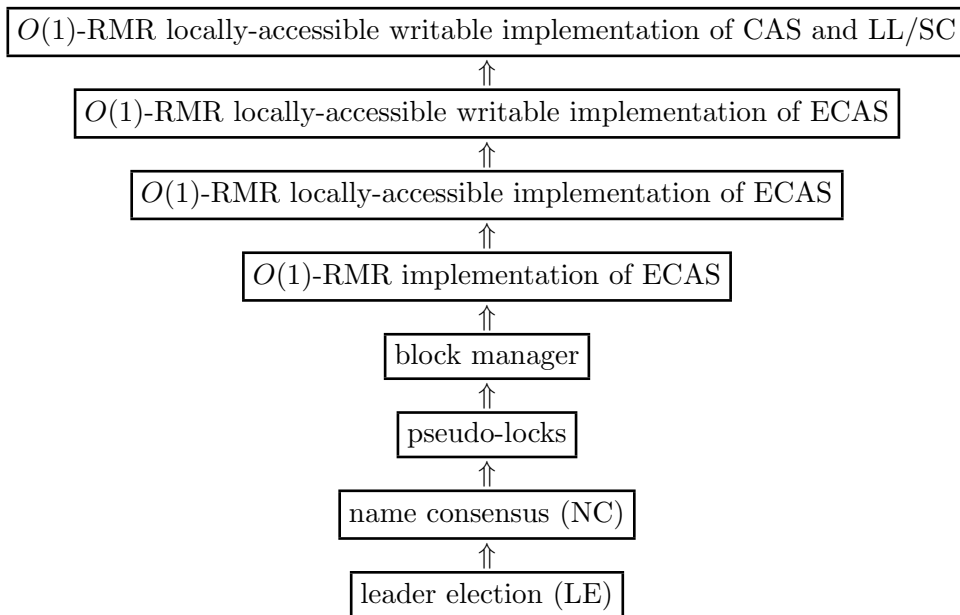 O(1)-RMR locally-accessible writable implementation of CAS and LL/SC
⇑
O(1)-RMR locally-accessible writable implementation of ECAS
⇑
O(1)-RMR locally-accessible implementation of ECAS
⇑
O(1)-RMR implementation of ECAS
⇑
block manager
⇑
pseudo-locks
⇑
name consensus (NC)
⇑
leader election (LE)